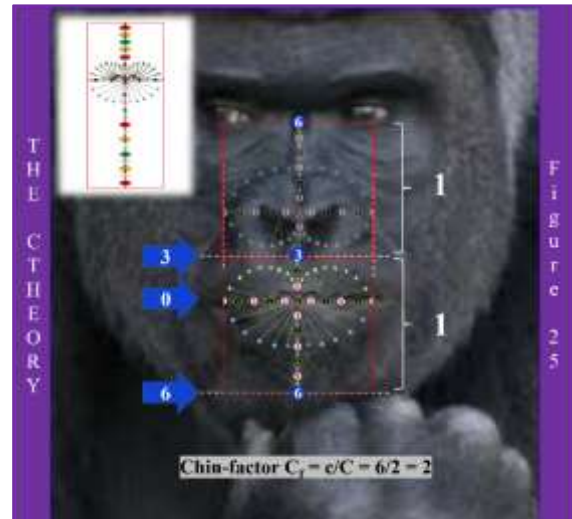 THE CTHEORY
Figure 25
6
1
3
3
0
1
6
6
Chin-factor Cf = c/C = 6/2 = 2